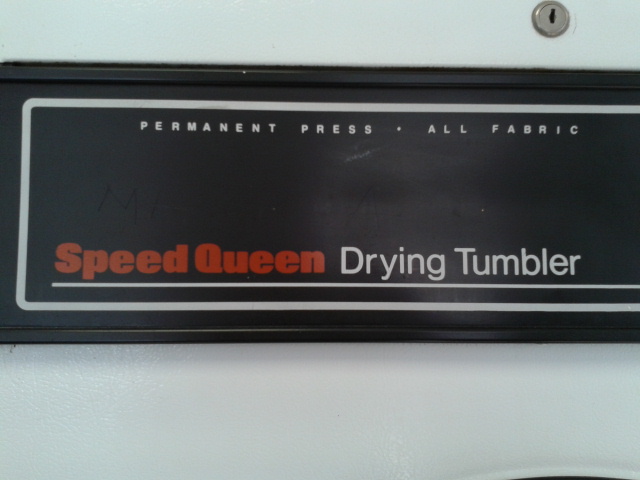 PERMANENT PRESS · ALL FABRIC
Speed Queen Drying Tumbler